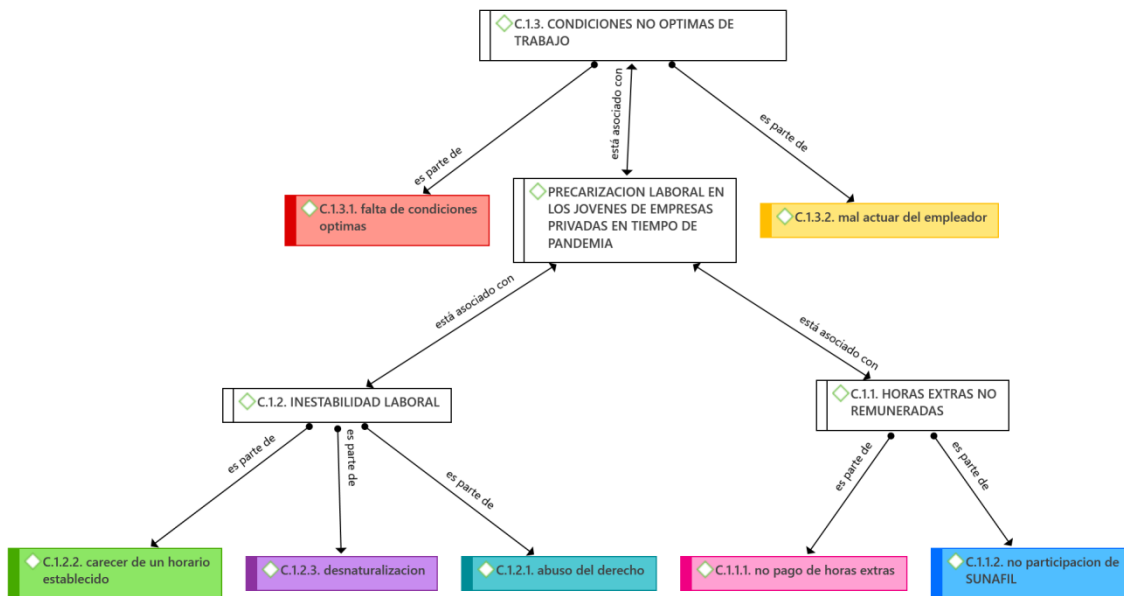 C.1.3. CONDICIONES NO OPTIMAS DE
TRABAJO
es parte de
está asociado con
es parte de
C.1.3.1. falta de condiciones
optimas
PRECARIZACION LABORAL EN
LOS JOVENES DE EMPRESAS
PRIVADAS EN TIEMPO DE
PANDEMIA
C.1.3.2. mal actuar del empleador
está asociado con
está asociado con
C.1.2. INESTABILIDAD LABORAL
C.1.1. HORAS EXTRAS NO
REMUNERADAS
es parte de
es parte de
es parte de
es parte de
es parte de
C.1.2.2. carecer de un horario
establecido
C.1.2.3. desnaturalizacion
C.1.2.1. abuso del derecho
C.1.1.1. no pago de horas extras
C.1.1.2. no participacion de
SUNAFIL